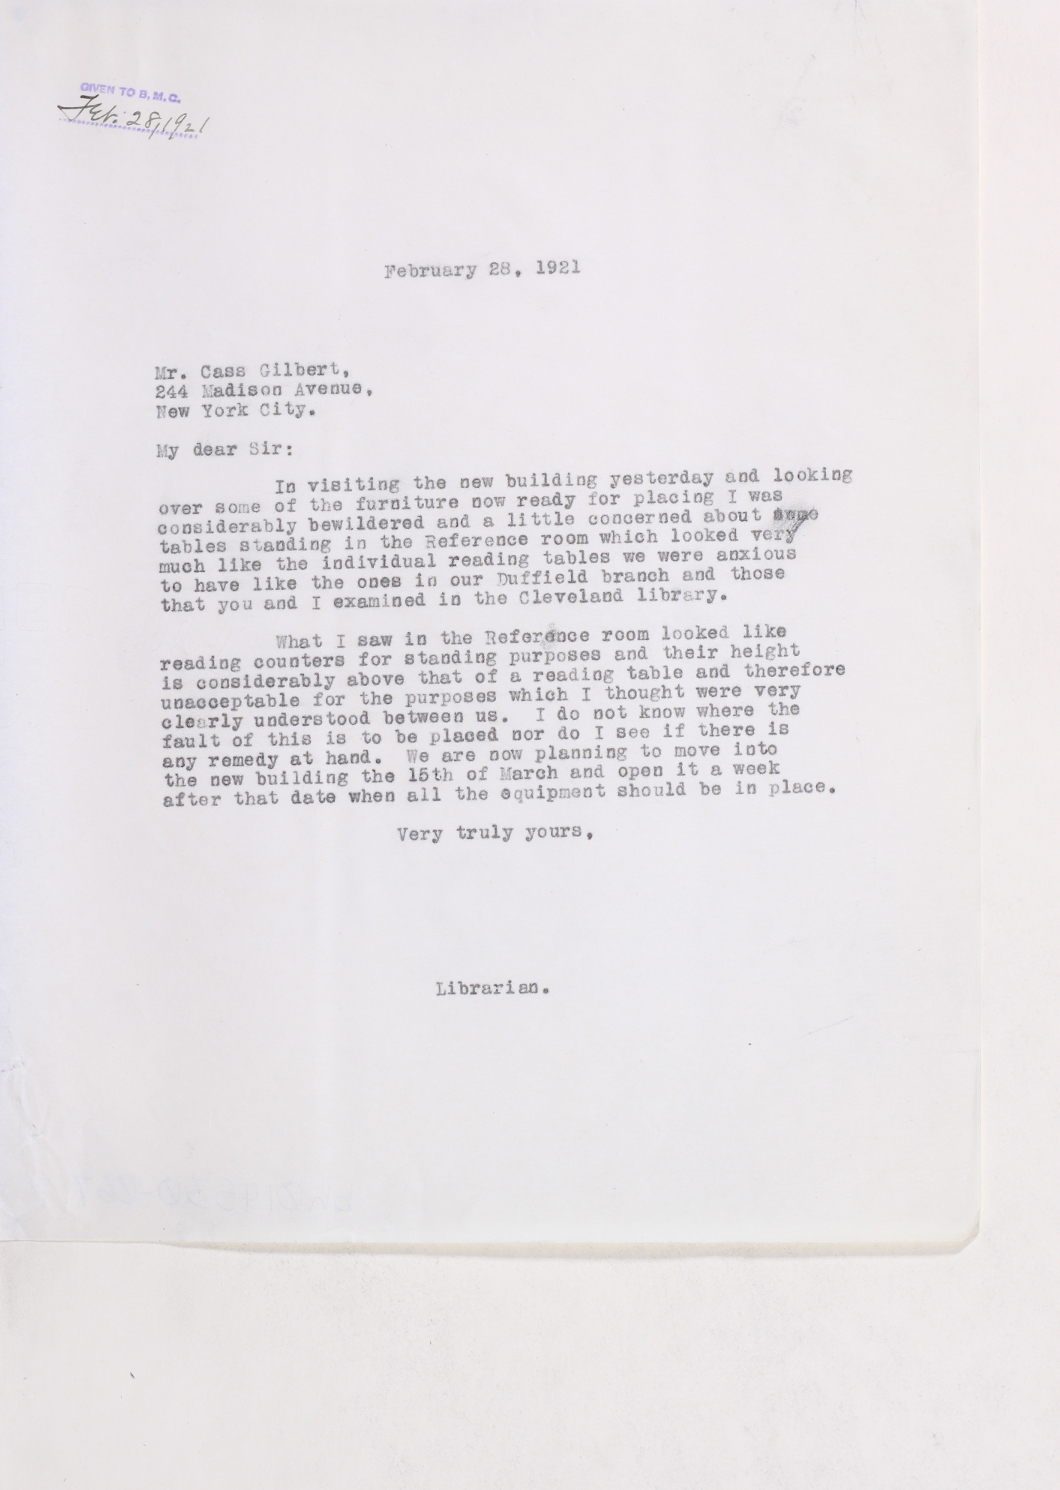 GIVEN TO B.M.C.
Feb. 28, 1921
February 28, 1921
Mr. Cass Gilbert,
244 Madison Avenue,
New York City.
My dear Sir:
In visiting the new building yesterday and looking
over some of the furniture now ready for placing I was
considerably bewildered and a little concerned about some
tables standing in the Reference room which looked very
much like the individual reading tables we were anxious
to have like the ones in our Duffield branch and those
that you and I examined in the Cleveland library.
What I saw in the Reference room looked like
reading counters for standing purposes and their height
is considerably above that of a reading table and therefore
unacceptable for the purposes which I thought were very
clearly understood between us. I do not know where the
fault of this is to be placed nor do I see if there is
any remedy at hand. We are now planning to move into
the new building the 15th of March and open it a week
after that date when all the equipment should be in place.
Very truly yours,
Librarian.